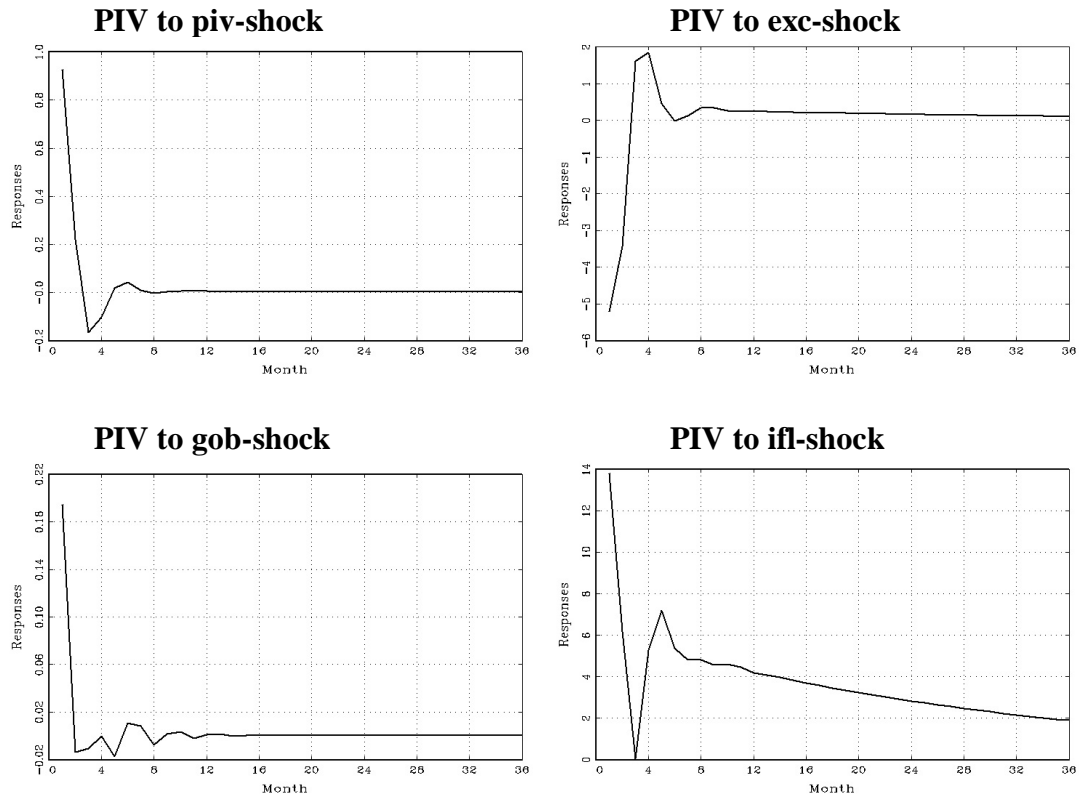 PIV to piv-shock
PIV to exc-shock
Responses
1.0
0.8
0.6
0.4
0.2
-0.0
-0.2
0 4 8 12 16 20 24 28 32 36
Month
Responses
2
1
0
-1
-2
-3
-4
-5
-6
0 4 8 12 16 20 24 28 32 36
Month
PIV to gob-shock
PIV to ifl-shock
Responses
0.22
0.18
0.14
0.10
0.06
0.02
-0.02
0 4 8 12 16 20 24 28 32 36
Month
Responses
14
12
10
8
6
4
2
0
0 4 8 12 16 20 24 28 32 36
Month